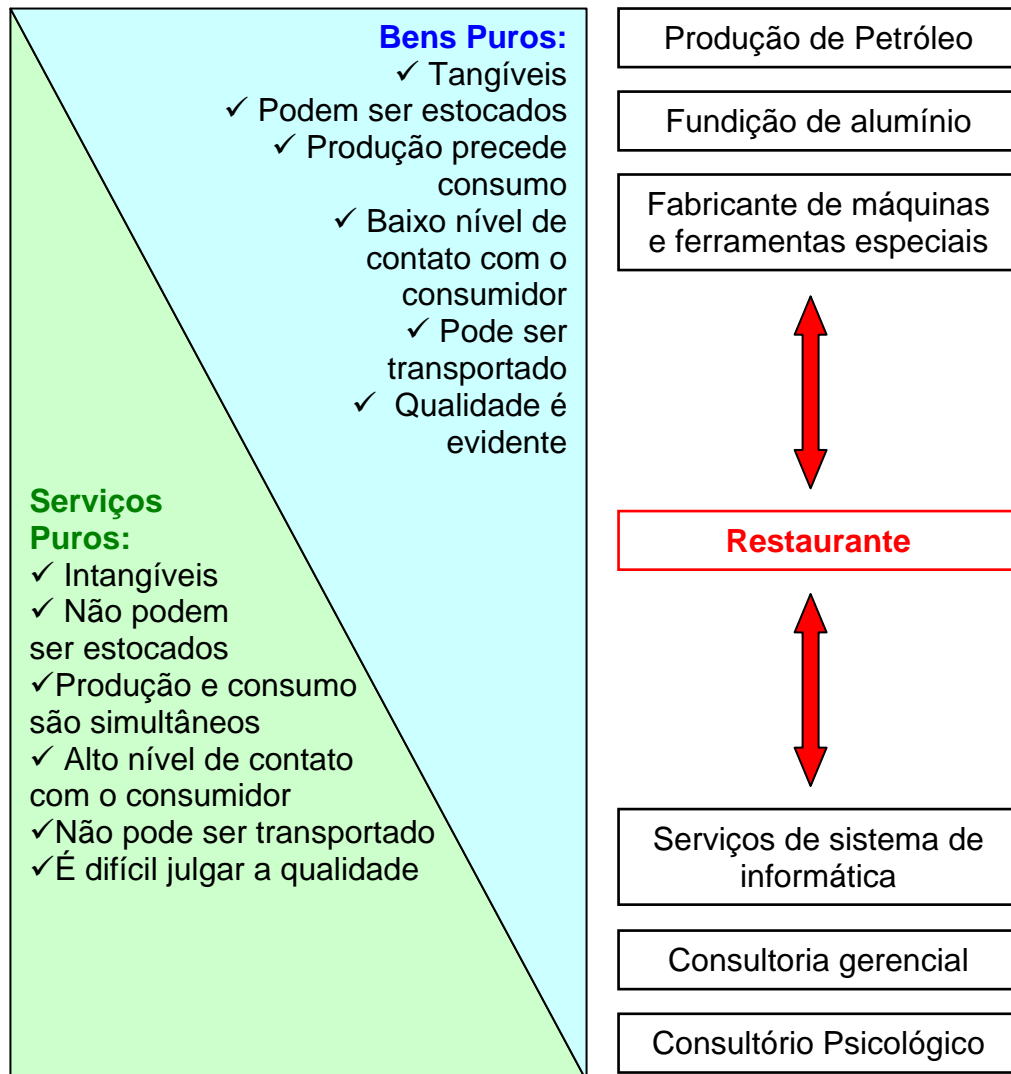 Bens Puros:
✓ Tangíveis
✓ Podem ser estocados
✓ Produção precede
consumo
✓ Baixo nível de
contato com o
consumidor
✓ Pode ser
transportado
✓ Qualidade é
evidente
Serviços
Puros:
✓ Intangíveis
✓ Não podem
ser estocados
✓Produção e consumo
são simultâneos
✓ Alto nível de contato
com o consumidor
✓Não pode ser transportado
✓É difícil julgar a qualidade
Produção de Petróleo
Fundição de alumínio
Fabricante de máquinas
e ferramentas especiais
Restaurante
Serviços de sistema de
informática
Consultoria gerencial
Consultório Psicológico